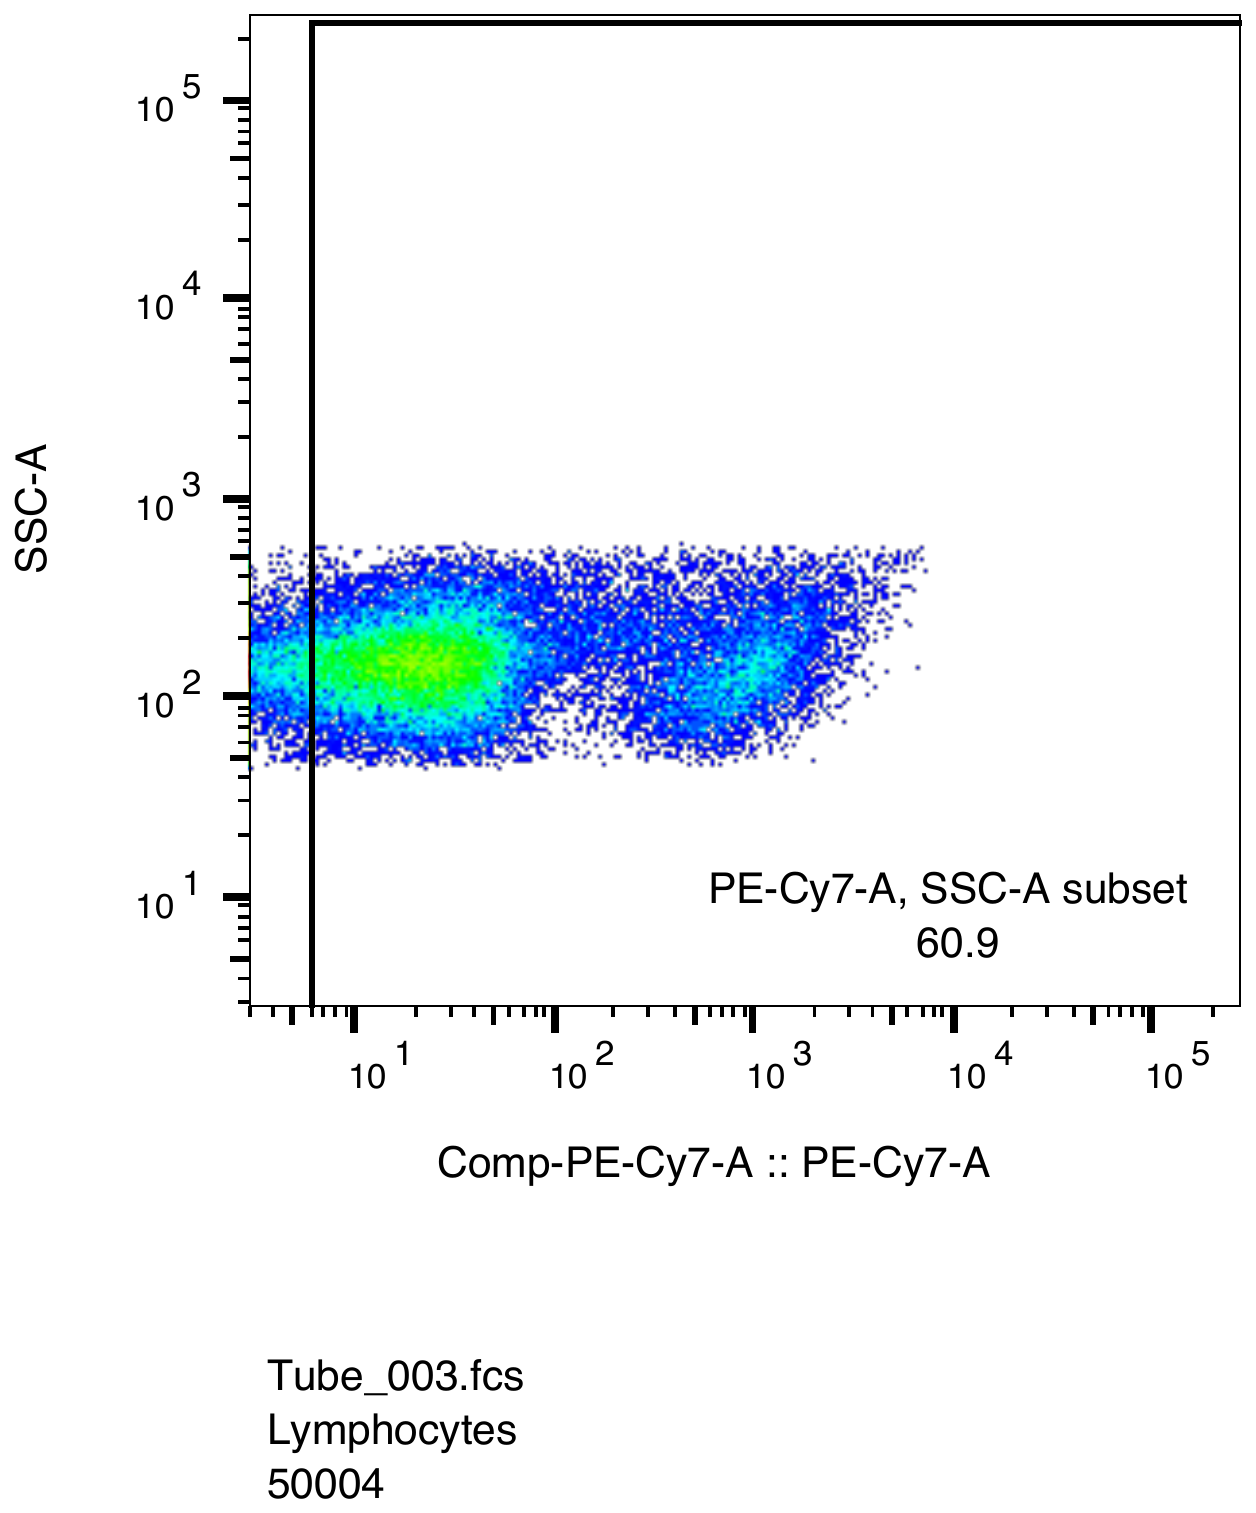 10 5
10 4
10 3
10 2
10 1
SSC-A
PE-Cy7-A, SSC-A subset
60.9
10 1 10 2 10 3 10 4 10 5
Comp-PE-Cy7-A :: PE-Cy7-A
Tube_003.fcs
Lymphocytes
50004